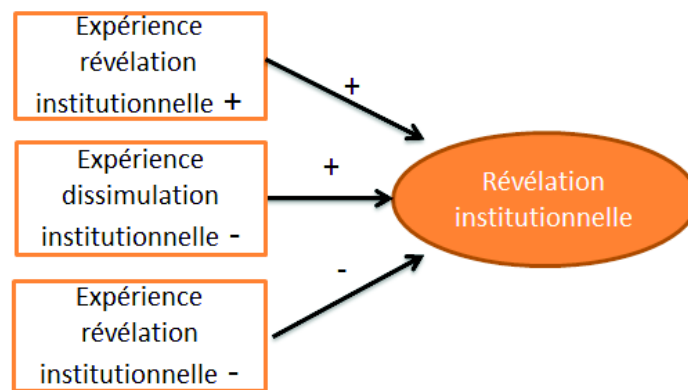 Expérience
révélation
institutionnelle +
+
Expérience
dissimulation
institutionnelle -
+
Révélation
institutionnelle
Expérience
révélation
institutionnelle -
-